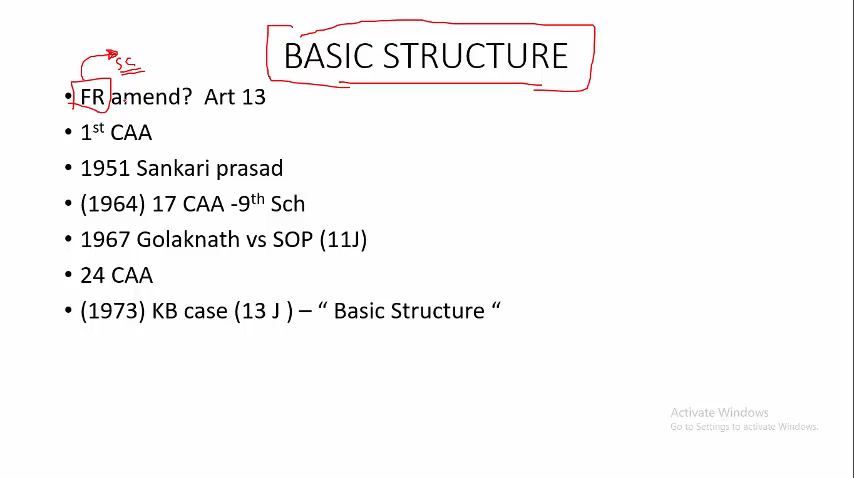 BASIC STRUCTURE
SC
• FR amend? Art 13
• 1st CAA
• 1951 Sankari prasad
• (1964) 17 CAA -9th Sch
• 1967 Golaknath vs SOP (11J)
• 24 CAA
• (1973) KB case (13 J ) – “ Basic Structure “
Activate Windows
Go to Settings to activate Windows.